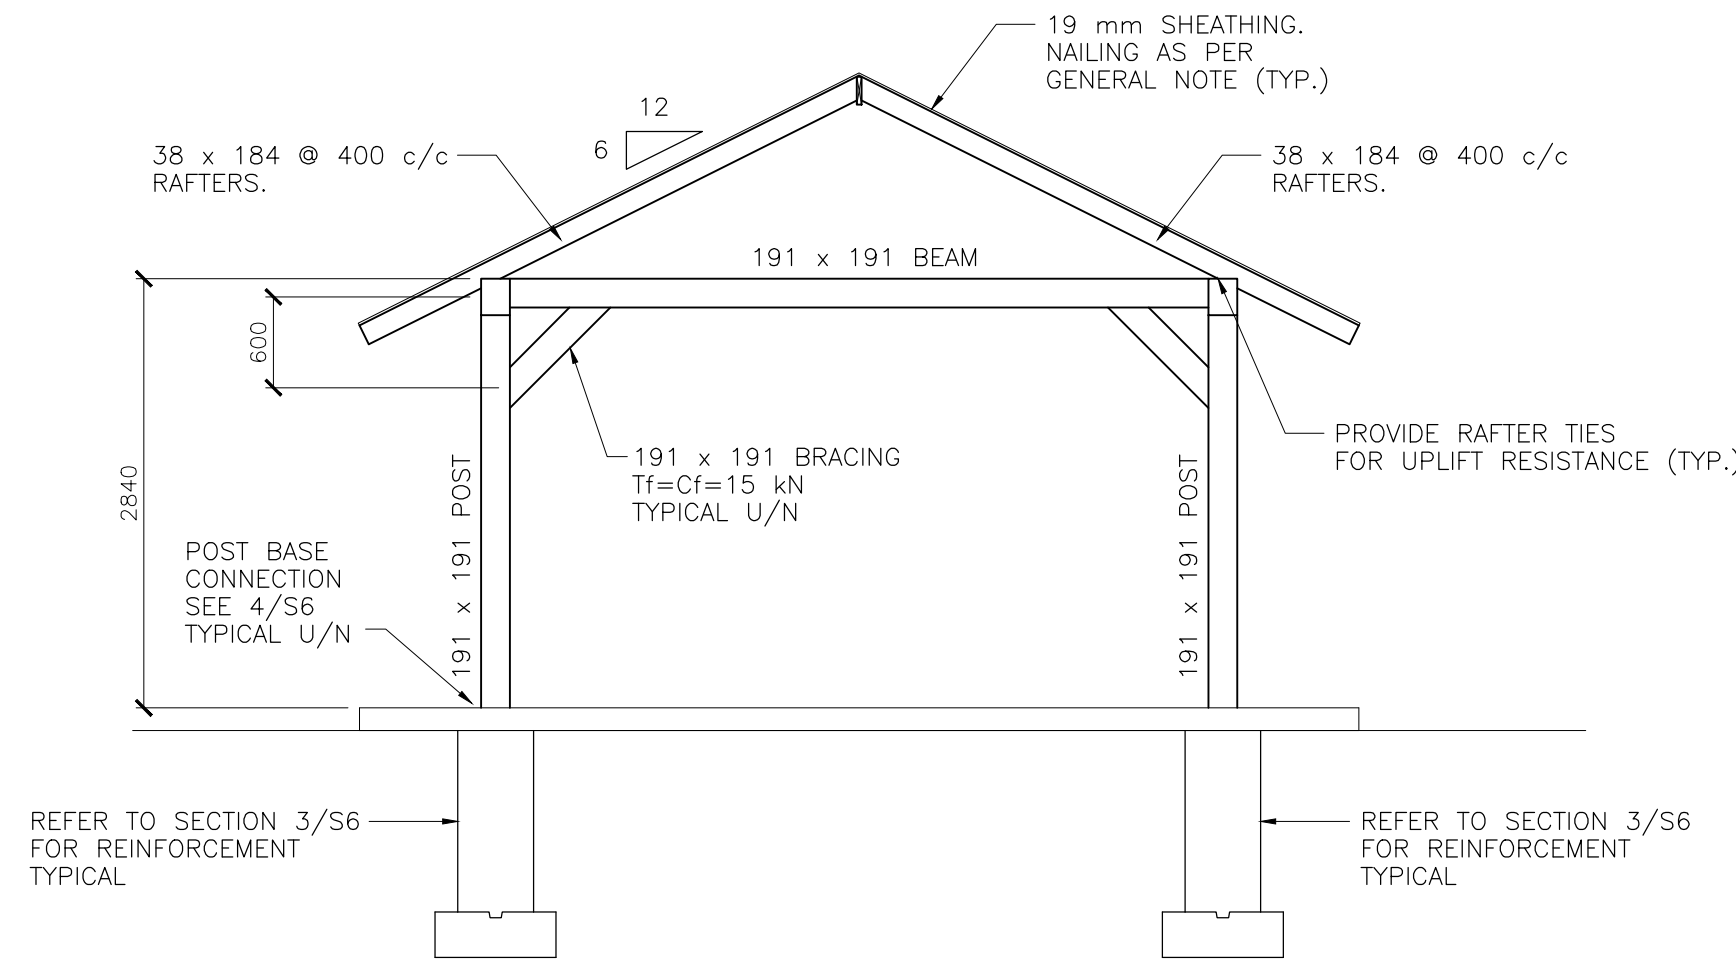 19 mm SHEATHING.
NAILING AS PER
GENERAL NOTE (TYP.)
12
6
38 x 184 @ 400 c/c
RAFTERS.
38 x 184 @ 400 c/c
RAFTERS.
191 x 191 BEAM
600
2840
191 x 191 BRACING
Tf=Cf=15 kN
TYPICAL U/N
PROVIDE RAFTER TIES
FOR UPLIFT RESISTANCE (TYP.)
191 x 191 POST
191 x 191 POST
POST BASE
CONNECTION
SEE 4/S6
TYPICAL U/N
REFER TO SECTION 3/S6
FOR REINFORCEMENT
TYPICAL
REFER TO SECTION 3/S6
FOR REINFORCEMENT
TYPICAL